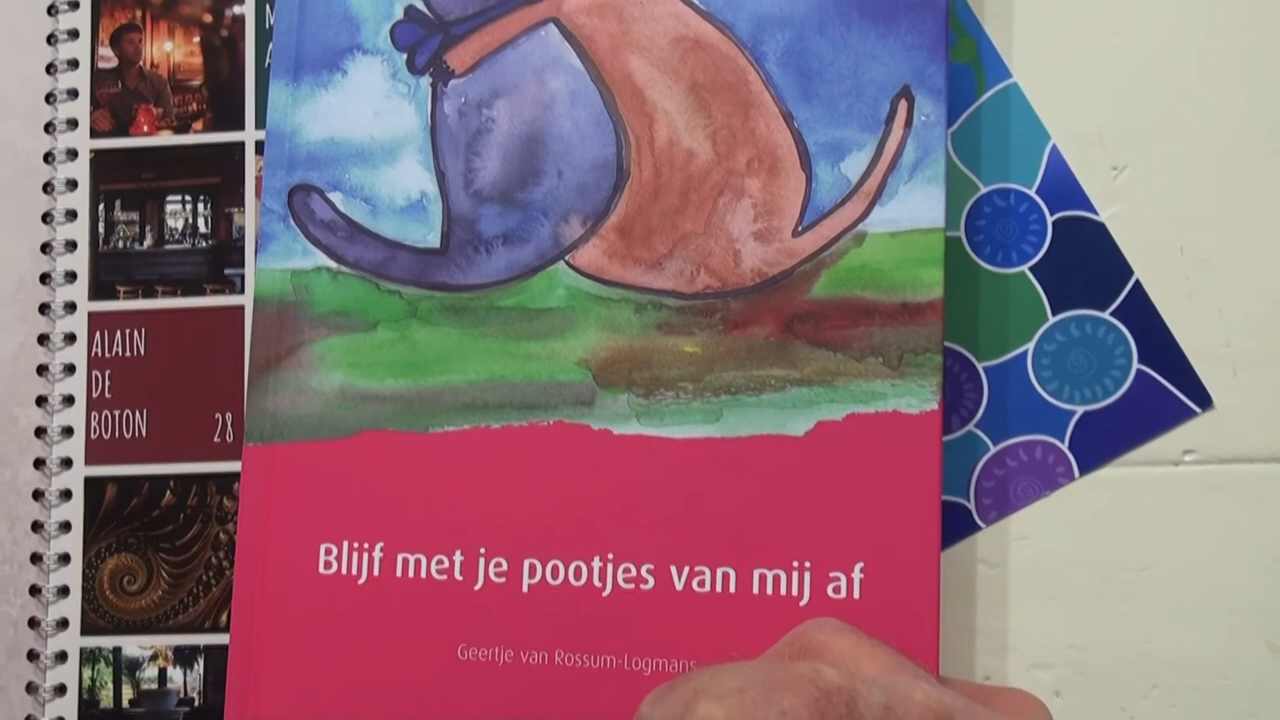 ALAIN
DE
BOTON
28
Blijf met je pootjes van mij af
Geertje van Rossum-Logmans